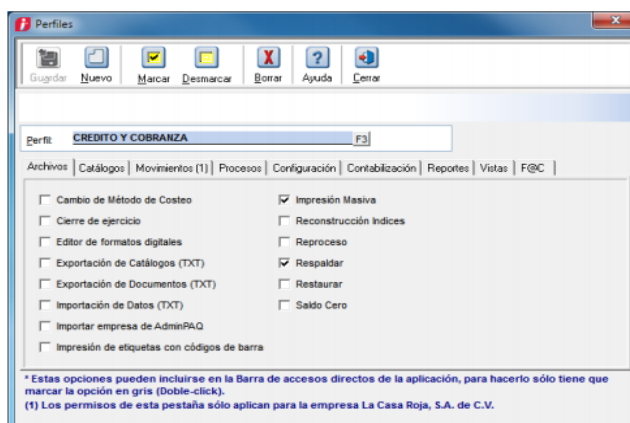 Perfiles
Guardar Nuevo Marcar Desmarcar Borrar Ayuda Cerrar
Perfil: CREDITO Y COBRANZA F3
Archivos Catálogos Movimientos (1) Procesos Configuración Contabilización Reportes Vistas F@C
Cambio de Método de Costeo Impresión Masiva
Cierre de ejercicio Reconstrucción Indices
Editor de formatos digitales Reproceso
Exportación de Catálogos (TXT) Respaldar
Exportación de Documentos (TXT) Restaurar
Importación de Datos (TXT) Saldo Cero
Importar empresa de AdminPAQ
Impresión de etiquetas con códigos de barra
* Estas opciones pueden incluirse en la Barra de accesos directos de la aplicación, para hacerlo sólo tiene que
marcar la opción en gris (Doble-click).
(1) Los permisos de esta pestaña sólo aplican para la empresa La Casa Roja, S.A. de C.V.